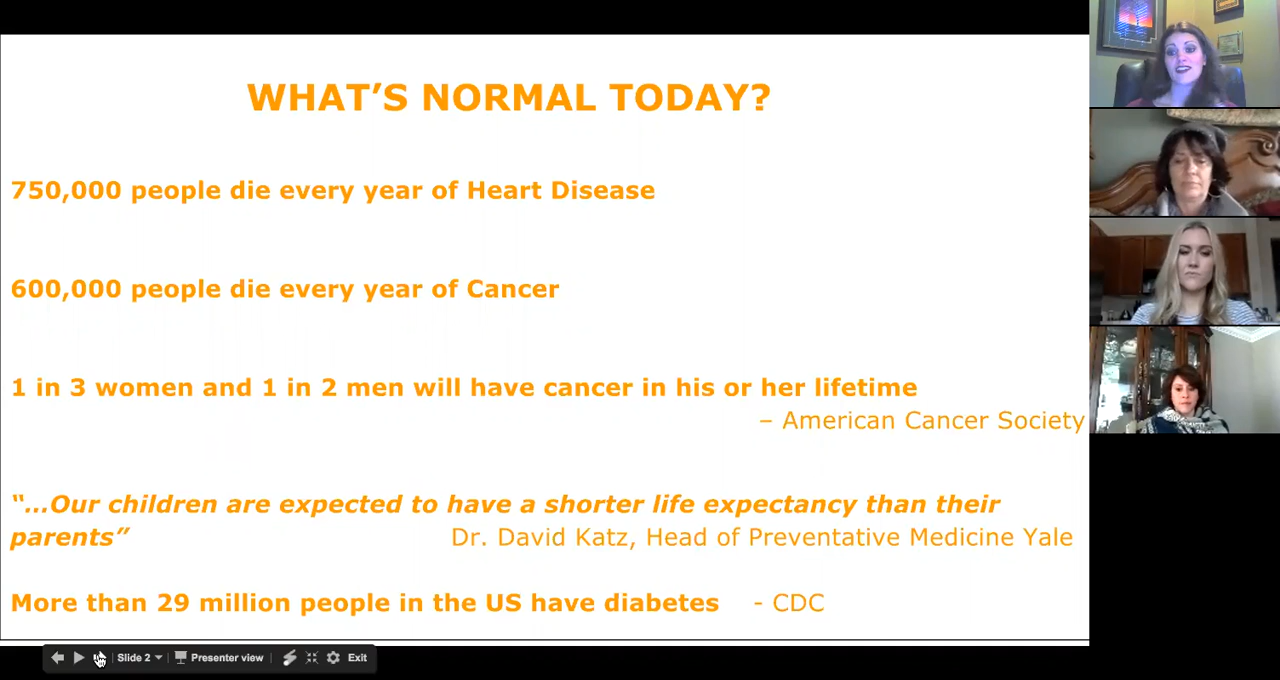 WHAT’S NORMAL TODAY?
750,000 people die every year of Heart Disease
600,000 people die every year of Cancer
1 in 3 women and 1 in 2 men will have cancer in his or her lifetime
– American Cancer Society
“…Our children are expected to have a shorter life expectancy than their
parents” Dr. David Katz, Head of Preventative Medicine Yale
More than 29 million people in the US have diabetes - CDC
Slide 2 Presenter view Exit